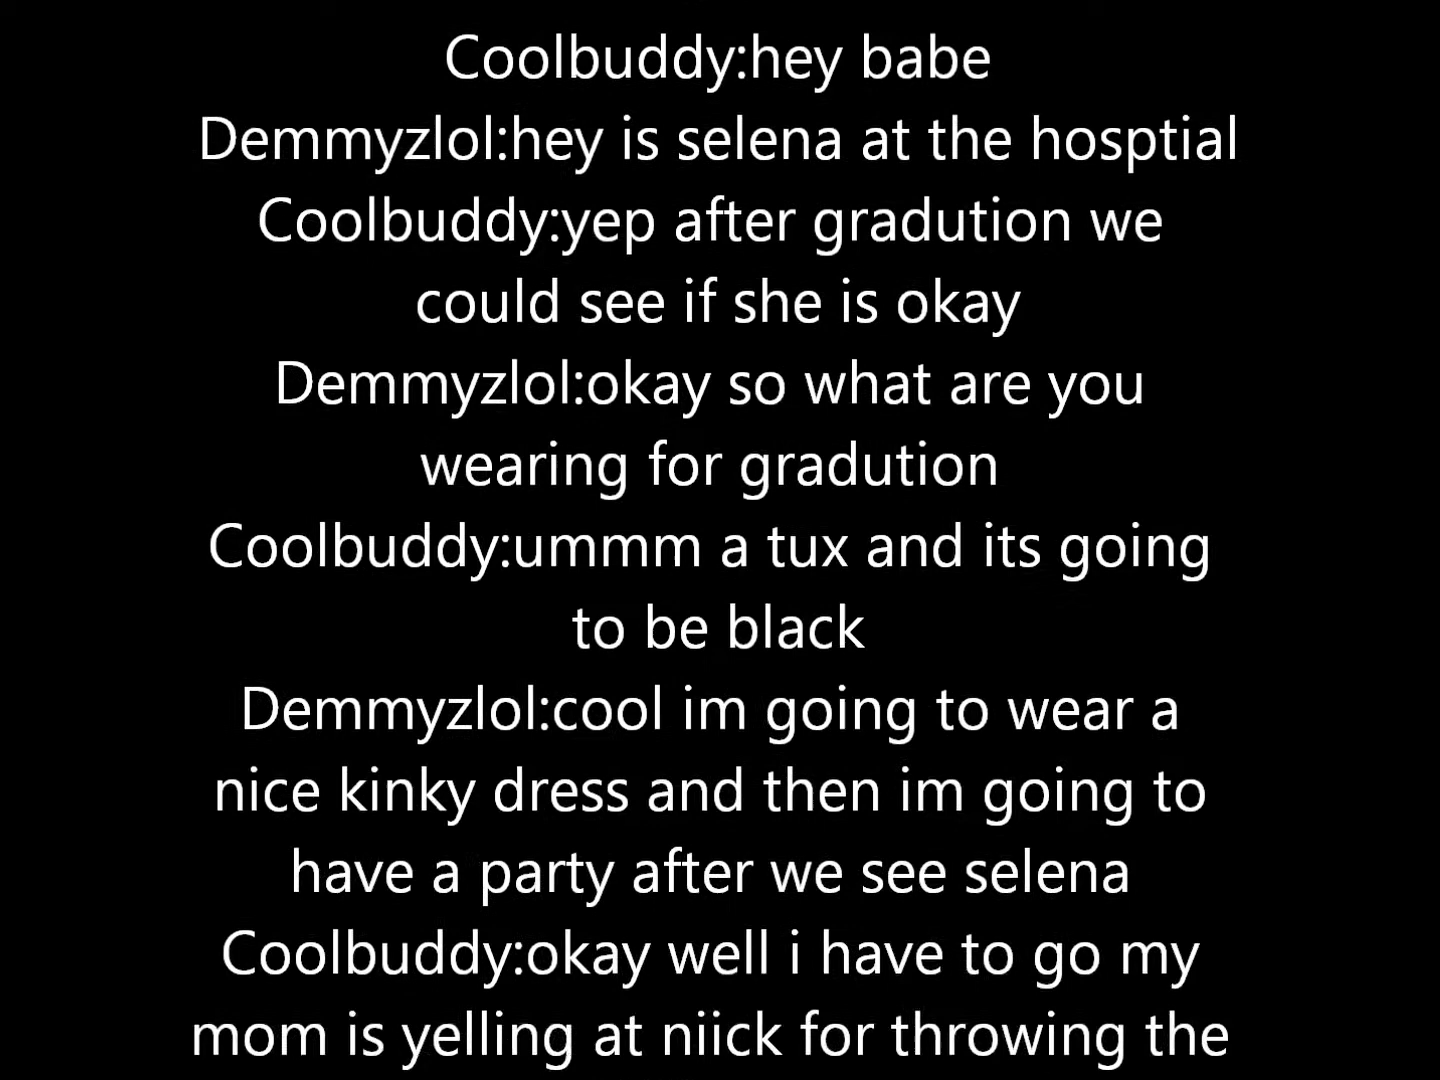 Coolbuddy:hey babe
Demmyzlol:hey is selena at the hosptial
Coolbuddy:yep after gradution we
could see if she is okay
Demmyzlol:okay so what are you
wearing for gradution
Coolbuddy:ummm a tux and its going
to be black
Demmyzlol:cool im going to wear a
nice kinky dress and then im going to
have a party after we see selena
Coolbuddy:okay well i have to go my
mom is yelling at niick for throwing the